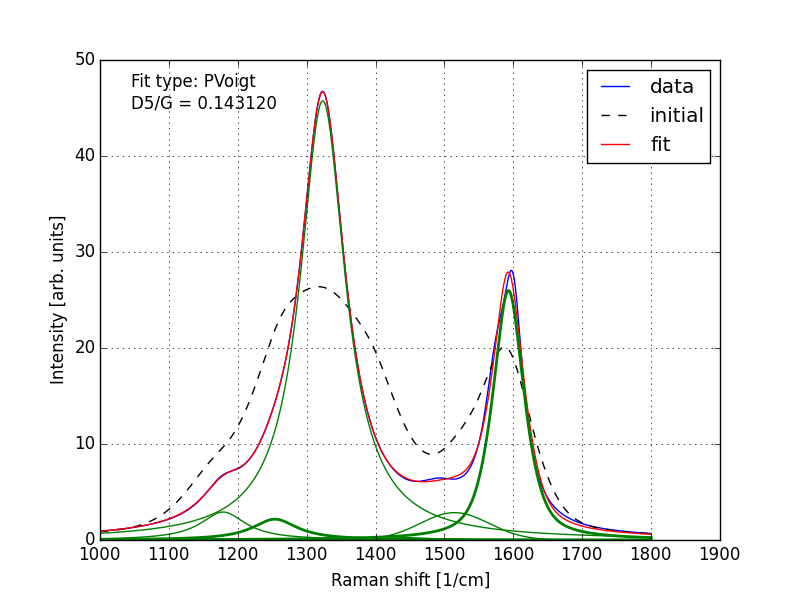 Fit type: PVoigt
D5/G = 0.143120
data
initial
fit
50
40
30
20
10
0
Intensity [arb. units]
1000 1100 1200 1300 1400 1500 1600 1700 1800 1900
Raman shift [1/cm]